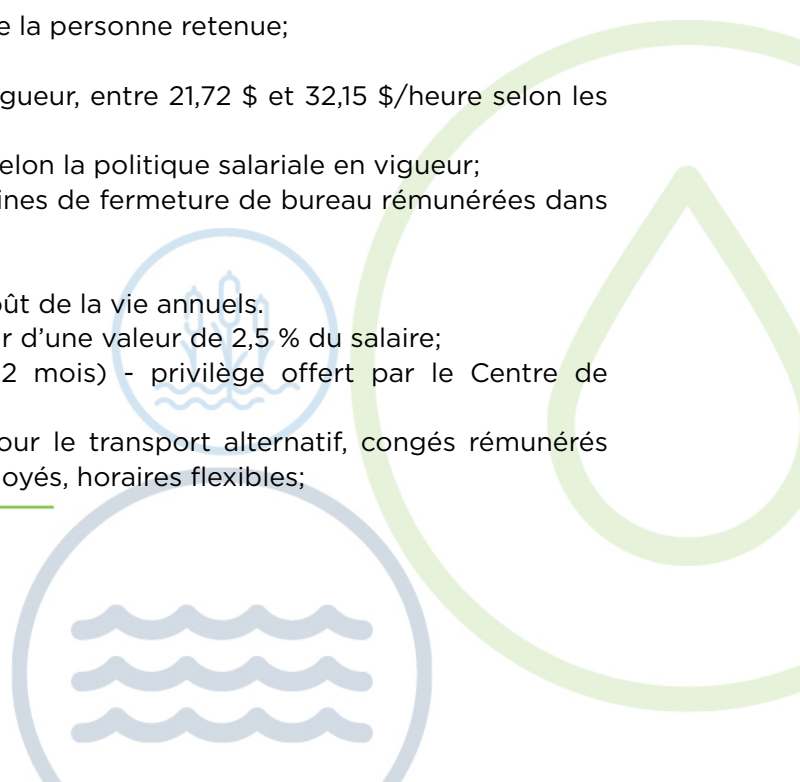 e la personne retenue;
gueur, entre 21,72 $ et 32,15 $/heure selon les
elon la politique salariale en vigueur;
ines de fermeture de bureau rémunérées dans
oût de la vie annuels.
r d'une valeur de 2,5 % du salaire;
2 mois) - privilège offert par le Centre de
our le transport alternatif, congés rémunérés
oyés, horaires flexibles;